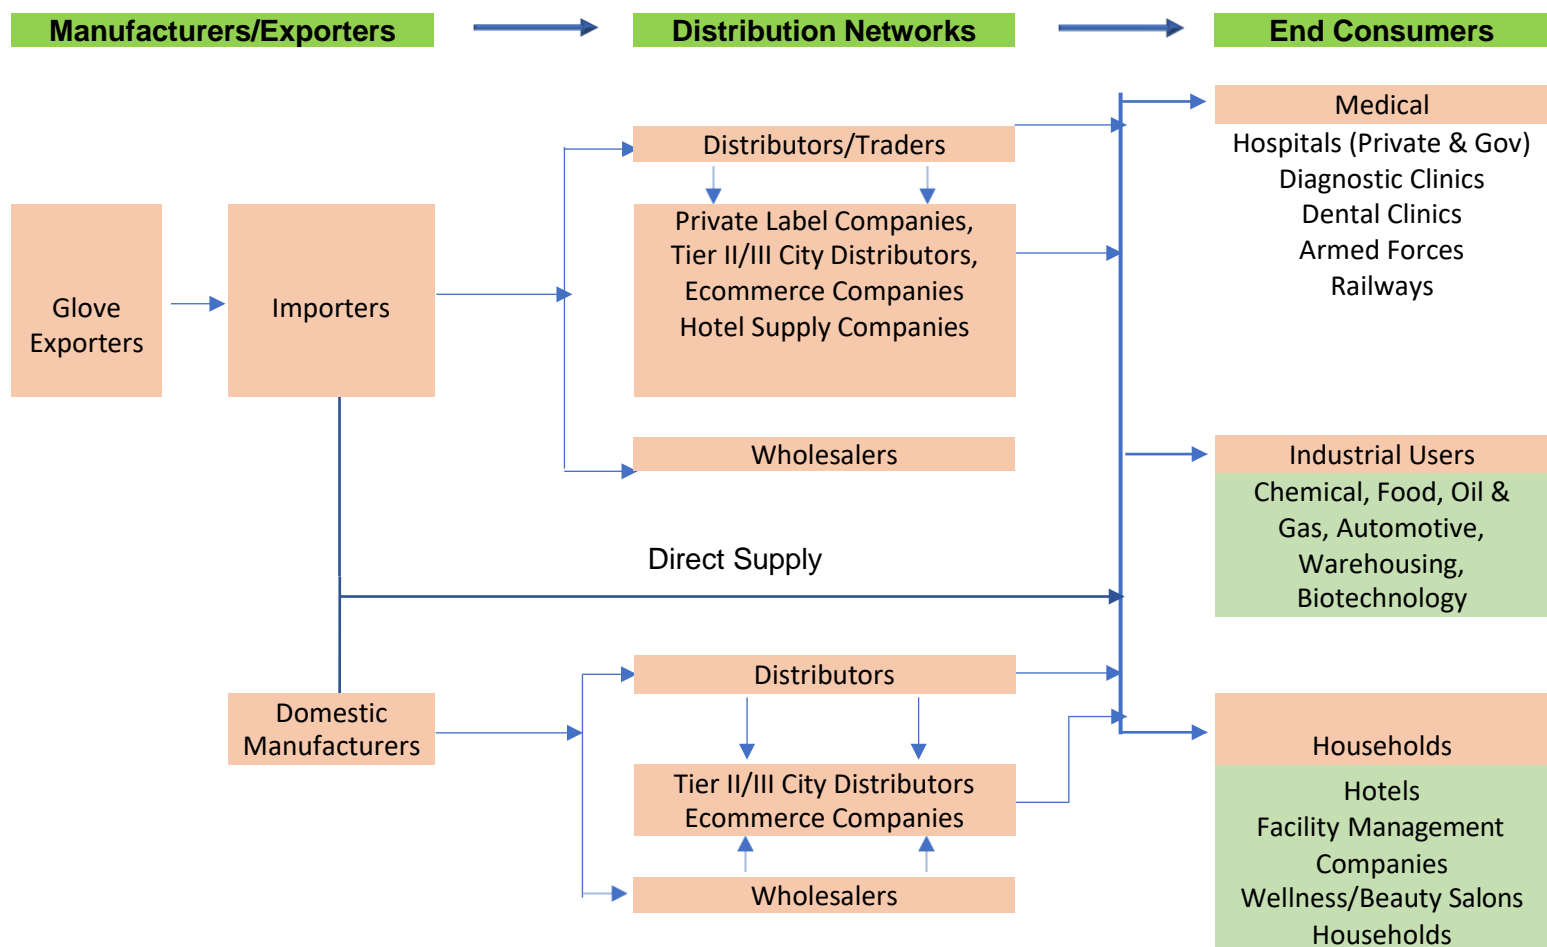 Manufacturers/Exporters
Distribution Networks
End Consumers
Glove
Exporters
Importers
Distributors/Traders
Private Label Companies,
Tier II/III City Distributors,
Ecommerce Companies
Hotel Supply Companies
Wholesalers
Direct Supply
Domestic
Manufacturers
Distributors
Tier II/III City Distributors
Ecommerce Companies
Wholesalers
Medical
Hospitals (Private & Gov)
Diagnostic Clinics
Dental Clinics
Armed Forces
Railways
Industrial Users
Chemical, Food, Oil &
Gas, Automotive,
Warehousing,
Biotechnology
Households
Hotels
Facility Management
Companies
Wellness/Beauty Salons
Households